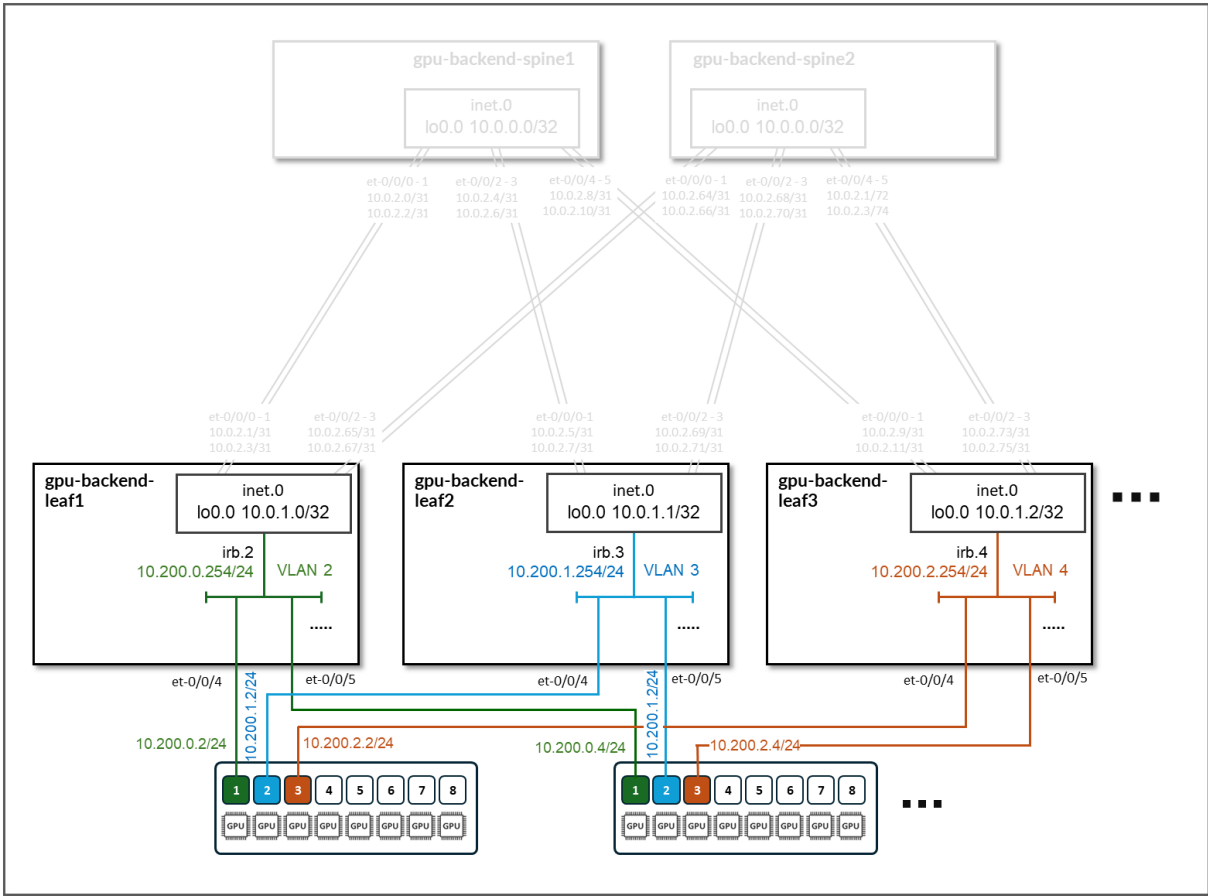 gpu-backend-spine1
gpu-backend-spine2
inet.0
lo0.0 10.0.0.0/32
inet.0
lo0.0 10.0.0.0/32
et-0/0/0 - 1
10.0.2.0/31
10.0.2.2/31
et-0/0/2 - 3
10.0.2.4/31
10.0.2.6/31
et-0/0/4 - 5
10.0.2.8/31
10.0.2.10/31
et-0/0/0 - 1
10.0.2.64/31
10.0.2.66/31
et-0/0/2 - 3
10.0.2.68/31
10.0.2.70/31
et-0/0/4 - 5
10.0.2.1/72
10.0.2.3/74
et-0/0/0 - 1
10.0.2.1/31
10.0.2.3/31
et-0/0/2 - 3
10.0.2.65/31
10.0.2.67/31
et-0/0/0-1
10.0.2.5/31
10.0.2.7/31
et-0/0/2 - 3
10.0.2.69/31
10.0.2.71/31
et-0/0/0 - 1
10.0.2.9/31
10.0.2.11/31
et-0/0/2 - 3
10.0.2.73/31
10.0.2.75/31
gpu-backend-
leaf1
inet.0
lo0.0 10.0.1.0/32
irb.2
10.200.0.254/24
VLAN 2
.....
gpu-backend-
leaf2
inet.0
lo0.0 10.0.1.1/32
irb.3
10.200.1.254/24
VLAN 3
.....
gpu-backend-
leaf3
inet.0
lo0.0 10.0.1.2/32
irb.4
10.200.2.254/24
VLAN 4
.....
et-0/0/4
et-0/0/5
et-0/0/4
et-0/0/5
et-0/0/4
et-0/0/5
10.200.0.2/24
10.200.1.2/24
10.200.2.2/24
10.200.0.4/24
10.200.1.2/24
10.200.2.4/24
1 2 3 4 5 6 7 8
GPU GPU GPU GPU GPU GPU GPU GPU
1 2 3 4 5 6 7 8
GPU GPU GPU GPU GPU GPU GPU GPU